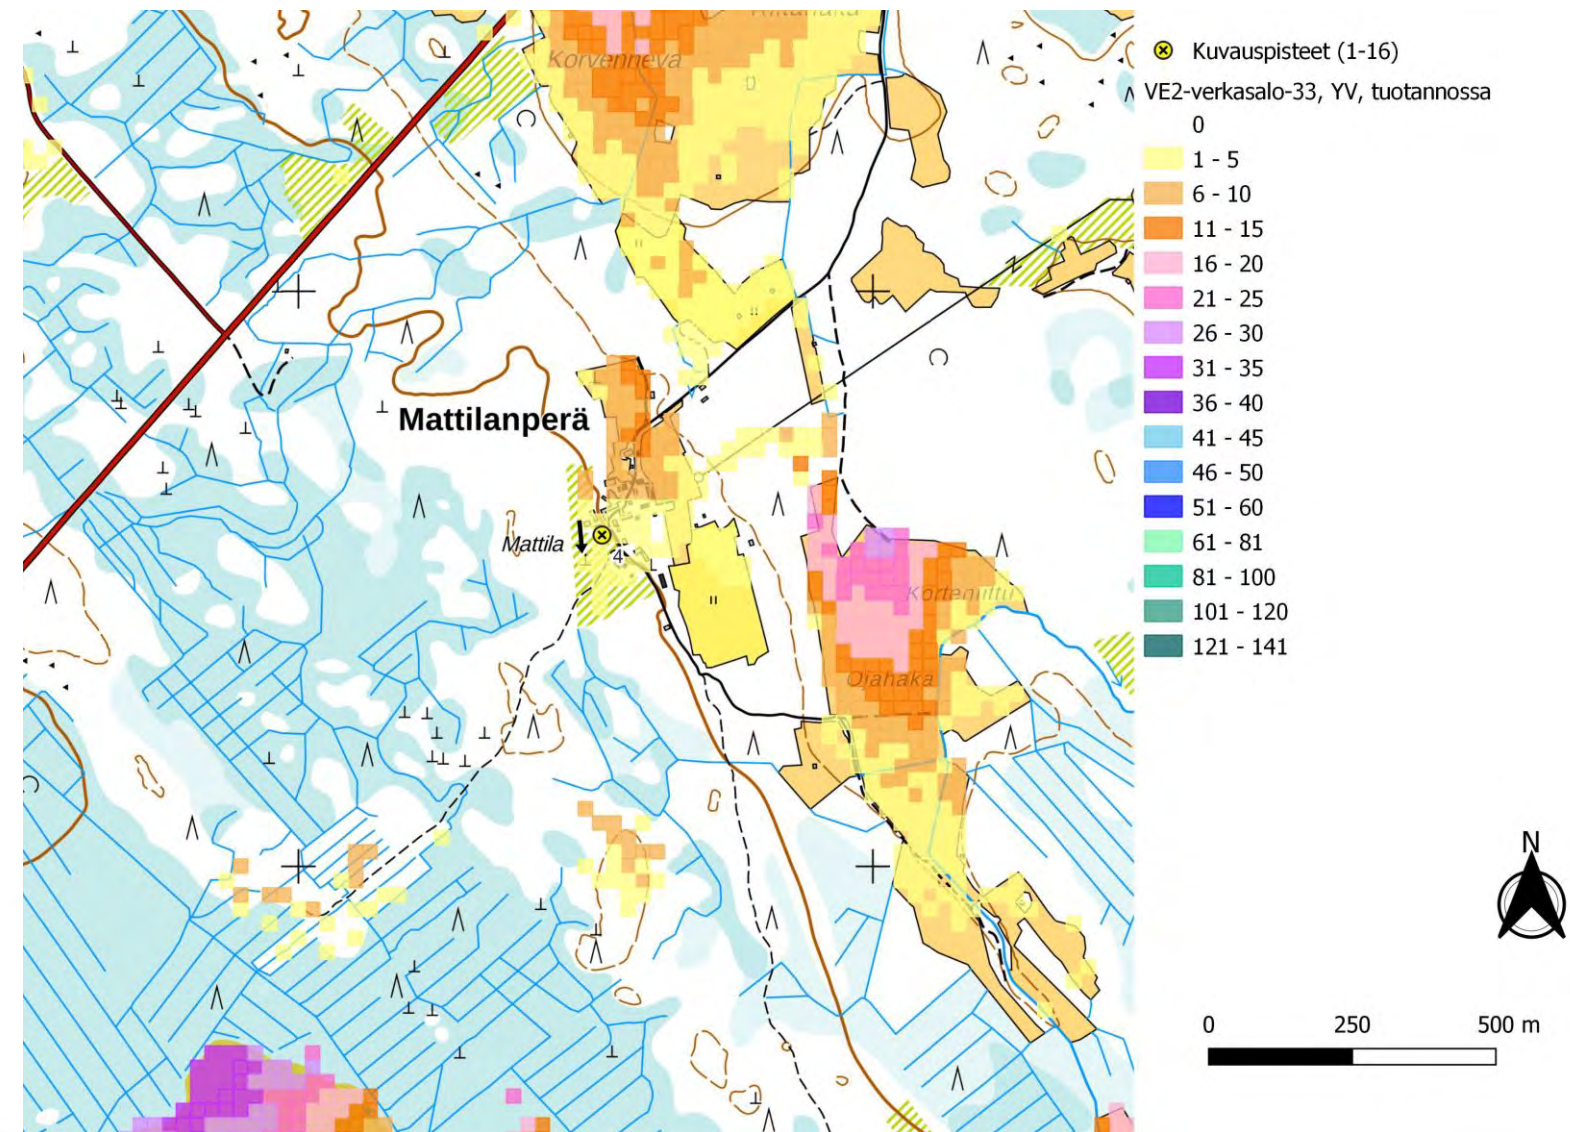 Riitahaka
Korvenneva
Mattilanperä
Mattila
4
Korteniittu
Ojahaka
Kuvauspisteet (1-16)
VE2-verkasalo-33, YV, tuotannossa
0
1 - 5
6 - 10
11 - 15
16 - 20
21 - 25
26 - 30
31 - 35
36 - 40
41 - 45
46 - 50
51 - 60
61 - 81
81 - 100
101 - 120
121 - 141
N
0 250 500 m